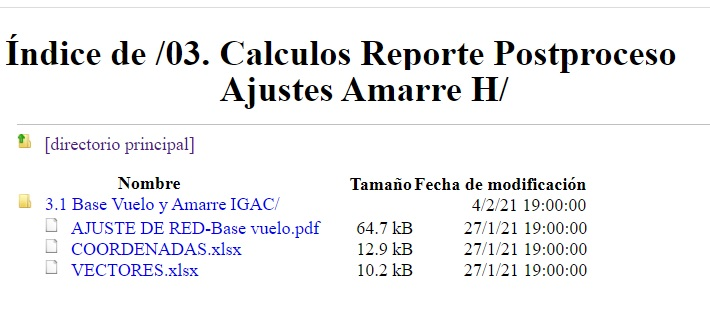 Índice de /03. Calculos Reporte Postproceso
Ajustes Amarre H/
[directorio principal]
Nombre Tamaño Fecha de modificación
3.1 Base Vuelo y Amarre IGAC/ 4/2/21 19:00:00
AJUSTE DE RED-Base vuelo.pdf 64.7 kB 27/1/21 19:00:00
COORDENADAS.xlsx 12.9 kB 27/1/21 19:00:00
VECTORES.xlsx 10.2 kB 27/1/21 19:00:00